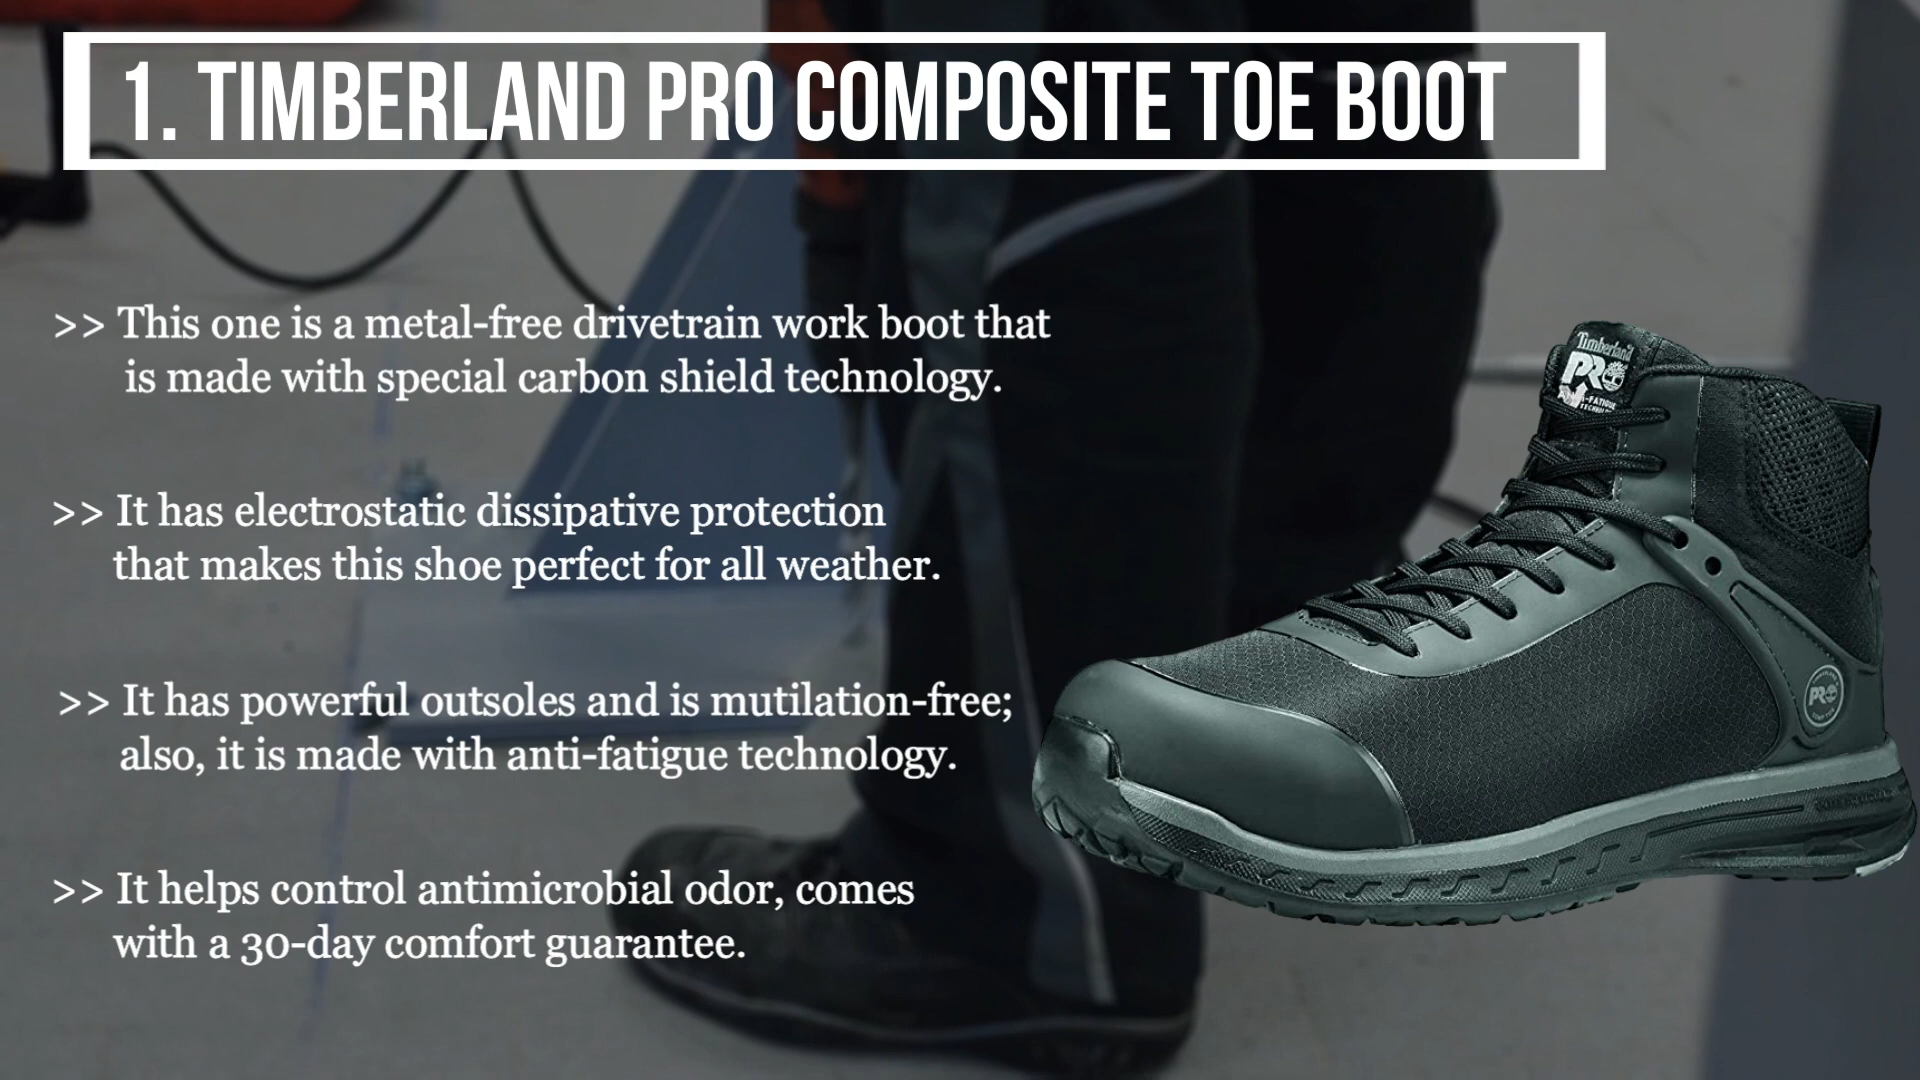 1. TIMBERLAND PRO COMPOSITE TOE BOOT
>> This one is a metal-free drivetrain work boot that
is made with special carbon shield technology.
>> It has electrostatic dissipative protection
that makes this shoe perfect for all weather.
>> It has powerful outsoles and is mutilation-free;
also, it is made with anti-fatigue technology.
>> It helps control antimicrobial odor, comes
with a 30-day comfort guarantee.
Timberland
PRO
PRO